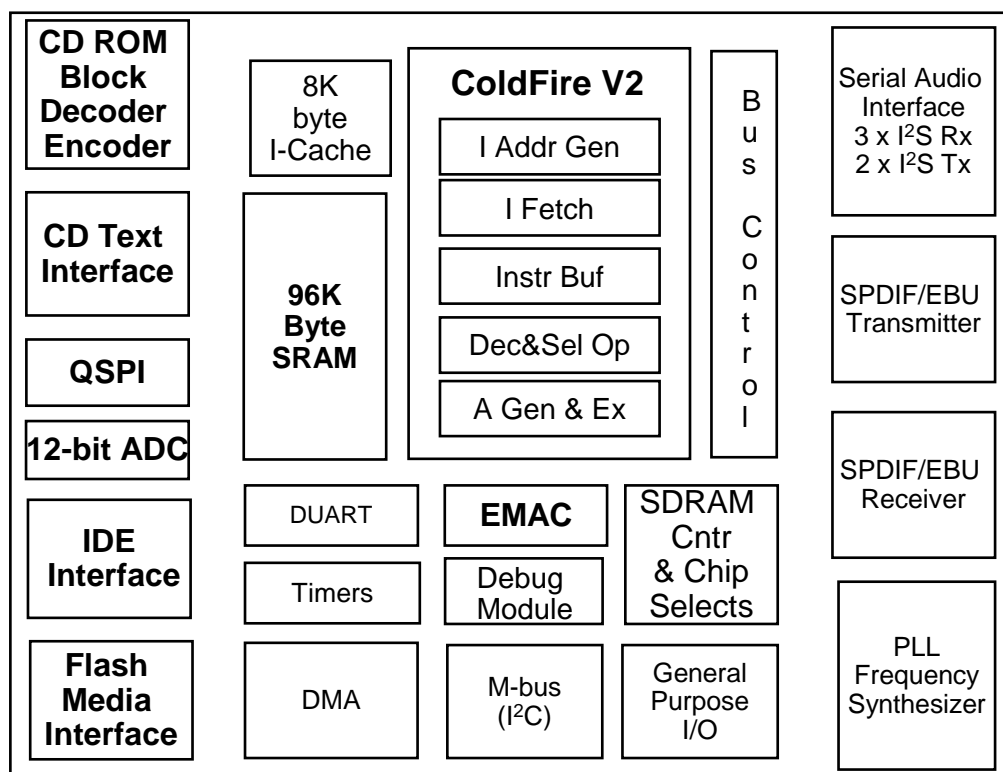 CD ROM
Block
Decoder
Encoder
CD Text
Interface
QSPI
12-bit ADC
IDE
Interface
Flash
Media
Interface
8K
byte
I-Cache
96K
Byte
SRAM
ColdFire V2
I Addr Gen
I Fetch
Instr Buf
Dec&Sel Op
A Gen & Ex
Bus Control
DUART
EMAC
SDRAM
Cntr
& Chip
Selects
Timers
Debug
Module
DMA
M-bus
(I²C)
General
Purpose
I/O
Serial Audio
Interface
3 x I²S Rx
2 x I²S Tx
SPDIF/EBU
Transmitter
SPDIF/EBU
Receiver
PLL
Frequency
Synthesizer